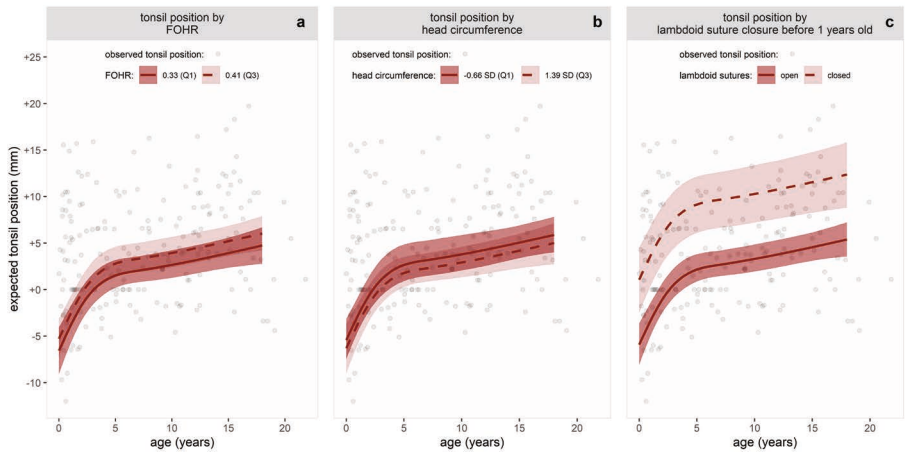 tonsil position by
FOHR
a
observed tonsil position:
FOHR: 0.33 (Q1) 0.41 (Q3)
tonsil position by
head circumference
b
observed tonsil position:
head circumference: -0.66 SD (Q1) 1.39 SD (Q3)
tonsil position by
lambdoid suture closure before 1 years old
c
observed tonsil position:
lambdoid sutures: open closed
expected tonsil position (mm)
+25
+20
+15
+10
+5
+0
-5
-10
0 5 10 15 20
age (years)
0 5 10 15 20
age (years)
0 5 10 15 20
age (years)